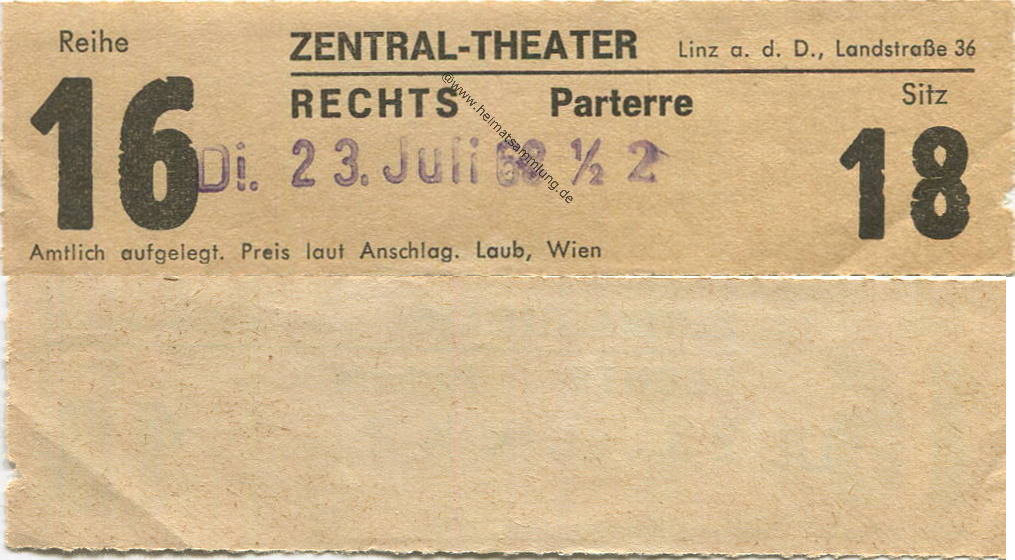 Reihe ZENTRAL-THEATER Linz a. d. D., Landstraße 36
16 RECHTS Parterre Sitz
Di. 23. Juli 68 ½ 2 18
@www.heimatsammlung.de
Amtlich aufgelegt. Preis laut Anschlag. Laub, Wien